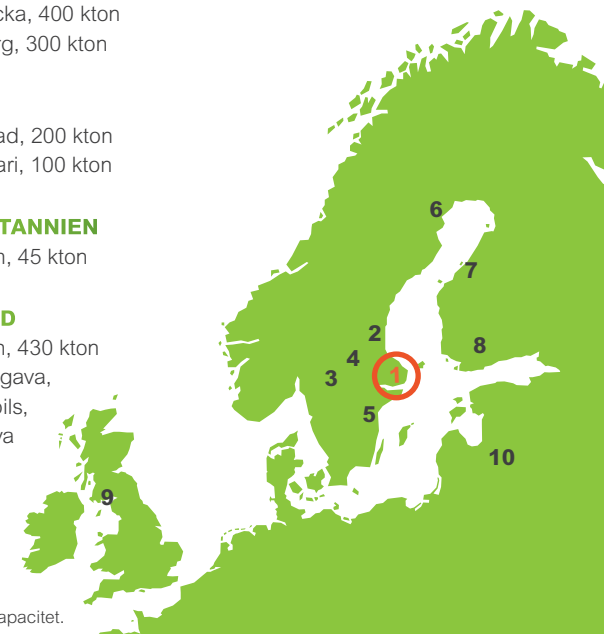 cka, 400 kton
rg, 300 kton
ad, 200 kton
ari, 100 kton
TANNIEN
n, 45 kton
D
n, 430 kton
gava,
oils,
va
apacitet.
6
7
2
8
4
1
3
5
10
9